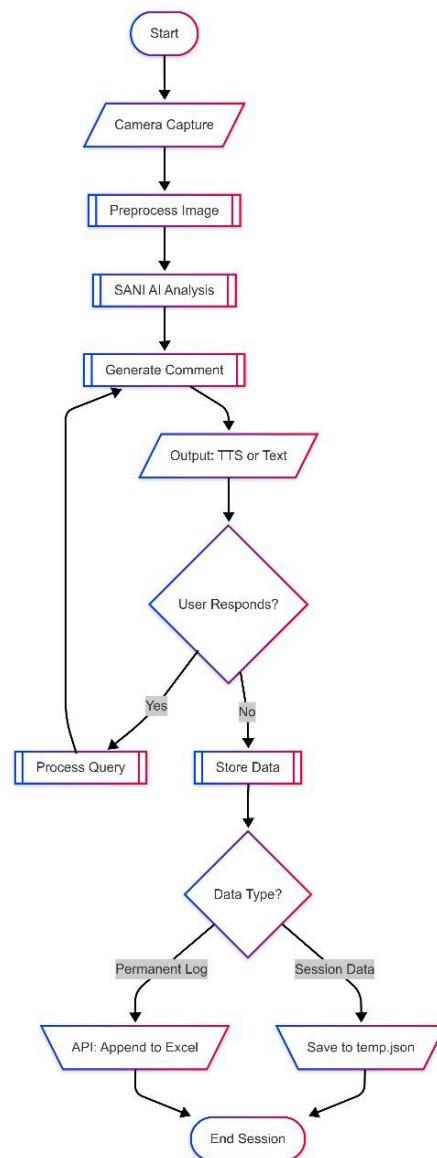 Start
Camera Capture
Preprocess Image
SANI AI Analysis
Generate Comment
Output: TTS or Text
User Responds?
Yes
No
Process Query
Store Data
Data Type?
Permanent Log
Session Data
API: Append to Excel
Save to temp.json
End Session